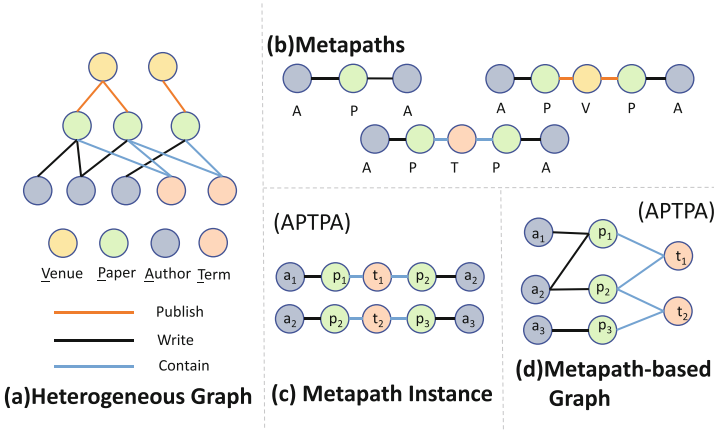 Venue Paper Author Term
Publish
Write
Contain
(a)Heterogeneous Graph
(b)Metapaths
A P A
A P V P A
A P T P A
(APTPA)
a1 p1 t1 p2 a2
a2 p2 t2 p3 a3
(c) Metapath Instance
(APTPA)
a1 p1
t1
a2 p2
t2
a3 p3
(d)Metapath-based
Graph